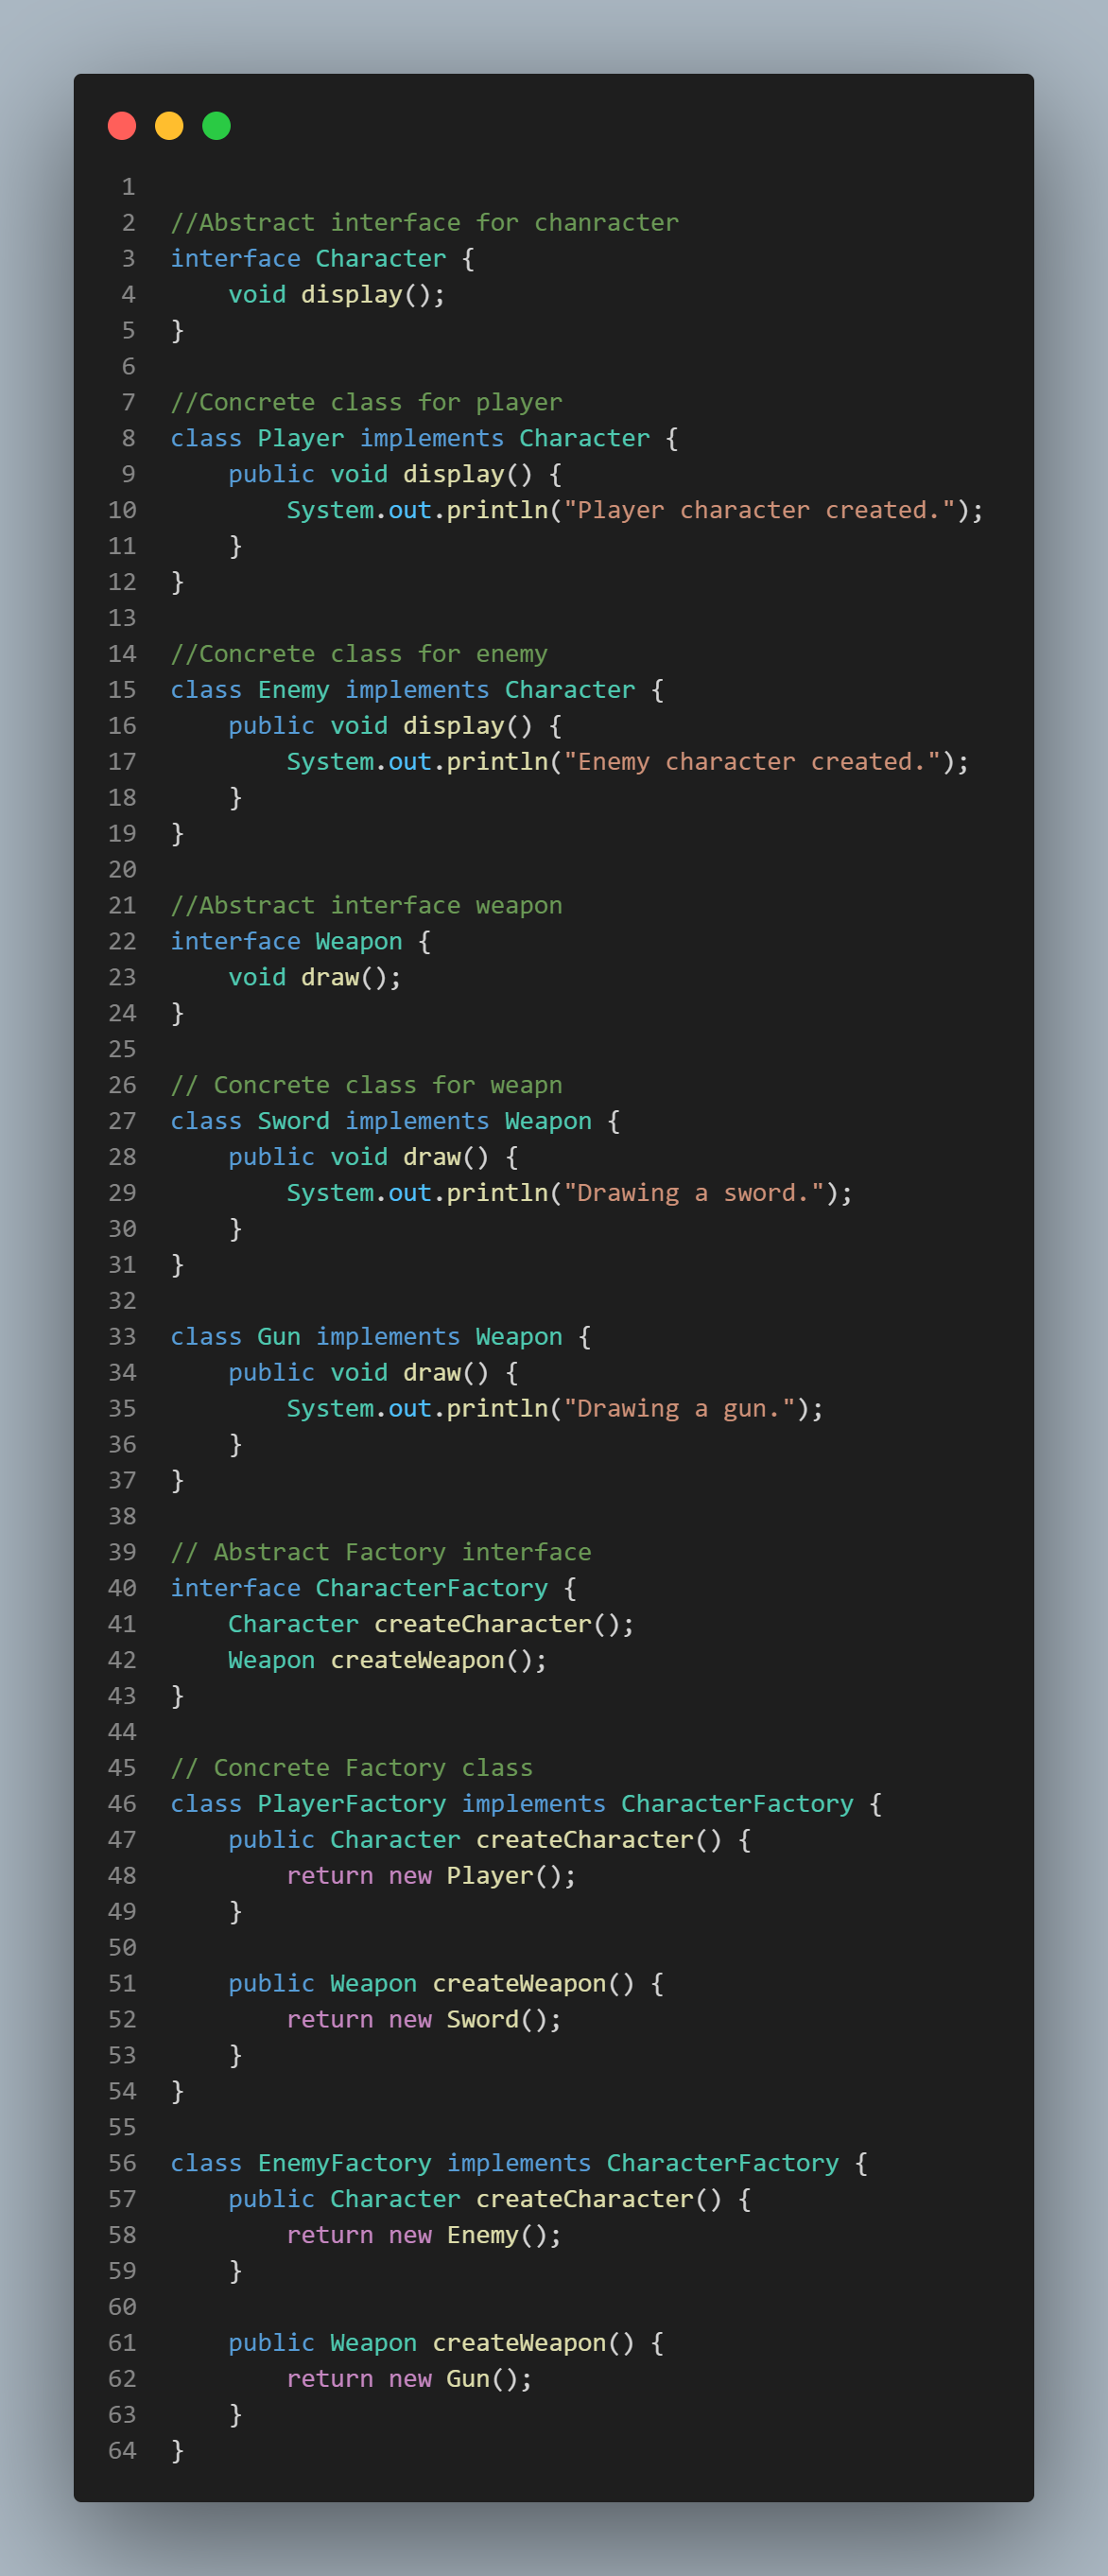 1
2 //Abstract interface for chanracter
3 interface Character {
4     void display();
5 }
6
7 //Concrete class for player
8 class Player implements Character {
9     public void display() {
10         System.out.println("Player character created.");
11     }
12 }
13
14 //Concrete class for enemy
15 class Enemy implements Character {
16     public void display() {
17         System.out.println("Enemy character created.");
18     }
19 }
20
21 //Abstract interface weapon
22 interface Weapon {
23     void draw();
24 }
25
26 // Concrete class for weapn
27 class Sword implements Weapon {
28     public void draw() {
29         System.out.println("Drawing a sword.");
30     }
31 }
32
33 class Gun implements Weapon {
34     public void draw() {
35         System.out.println("Drawing a gun.");
36     }
37 }
38
39 // Abstract Factory interface
40 interface CharacterFactory {
41     Character createCharacter();
42     Weapon createWeapon();
43 }
44
45 // Concrete Factory class
46 class PlayerFactory implements CharacterFactory {
47     public Character createCharacter() {
48         return new Player();
49     }
50
51     public Weapon createWeapon() {
52         return new Sword();
53     }
54 }
55
56 class EnemyFactory implements CharacterFactory {
57     public Character createCharacter() {
58         return new Enemy();
59     }
60
61     public Weapon createWeapon() {
62         return new Gun();
63     }
64 }